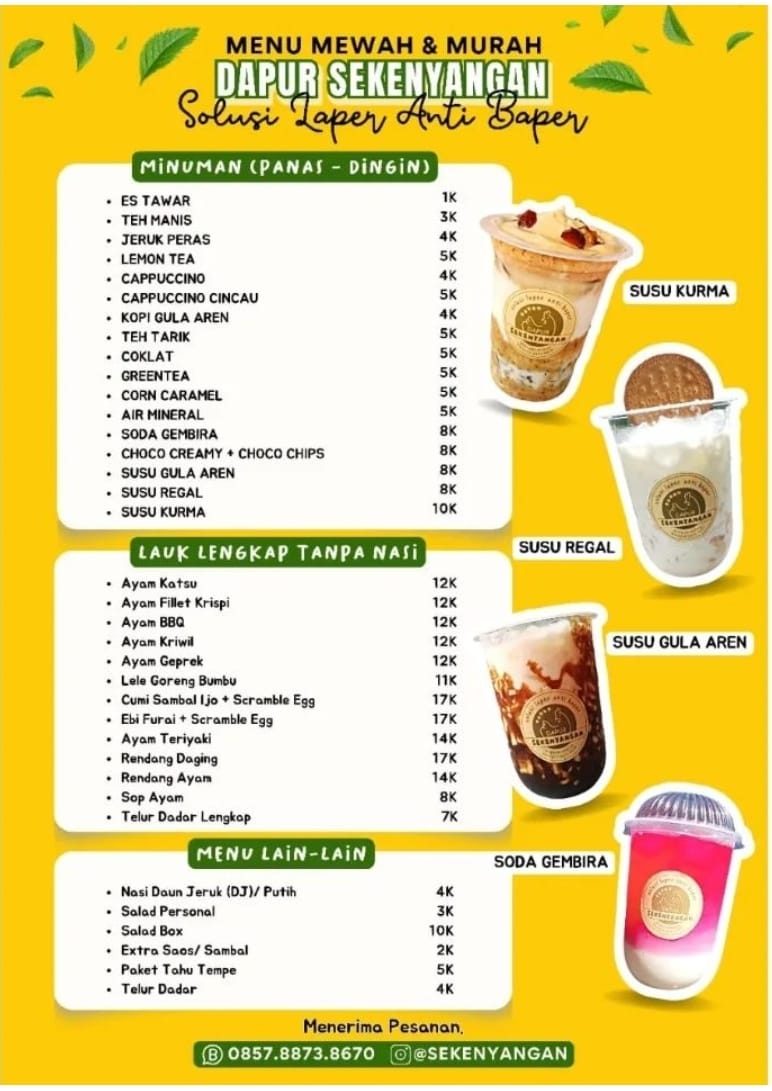 MENU MEWAH & MURAH
DAPUR SEKENYANGAN
Solusi Laper Anti Baper
MINUMAN (PANAS - DINGIN)
• ES TAWAR 1K
• TEH MANIS 3K
• JERUK PERAS 4K
• LEMON TEA 5K
• CAPPUCCINO 4K
• CAPPUCCINO CINCAU 5K
• KOPI GULA AREN 4K
• TEH TARIK 5K
• COKLAT 5K
• GREENTEA 5K
• CORN CARAMEL 5K
• AIR MINERAL 5K
• SODA GEMBIRA 8K
• CHOCO CREAMY + CHOCO CHIPS 8K
• SUSU GULA AREN 8K
• SUSU REGAL 8K
• SUSU KURMA 10K
SUSU KURMA
SUSU REGAL
SUSU GULA AREN
SODA GEMBIRA
LAUK LENGKAP TANPA NASI
• Ayam Katsu 12K
• Ayam Fillet Krispi 12K
• Ayam BBQ 12K
• Ayam Kriwil 12K
• Ayam Geprek 12K
• Lele Goreng Bumbu 11K
• Cumi Sambal Ijo + Scramble Egg 17K
• Ebi Furai + Scramble Egg 17K
• Ayam Teriyaki 14K
• Rendang Daging 17K
• Rendang Ayam 14K
• Sop Ayam 8K
• Telur Dadar Lengkap 7K
MENU LAIN-LAIN
• Nasi Daun Jeruk (DJ)/ Putih 4K
• Salad Personal 3K
• Salad Box 10K
• Extra Saos/ Sambal 2K
• Paket Tahu Tempe 5K
• Telur Dadar 4K
Menerima Pesanan,
0857.8873.8670 @SEKENYANGAN